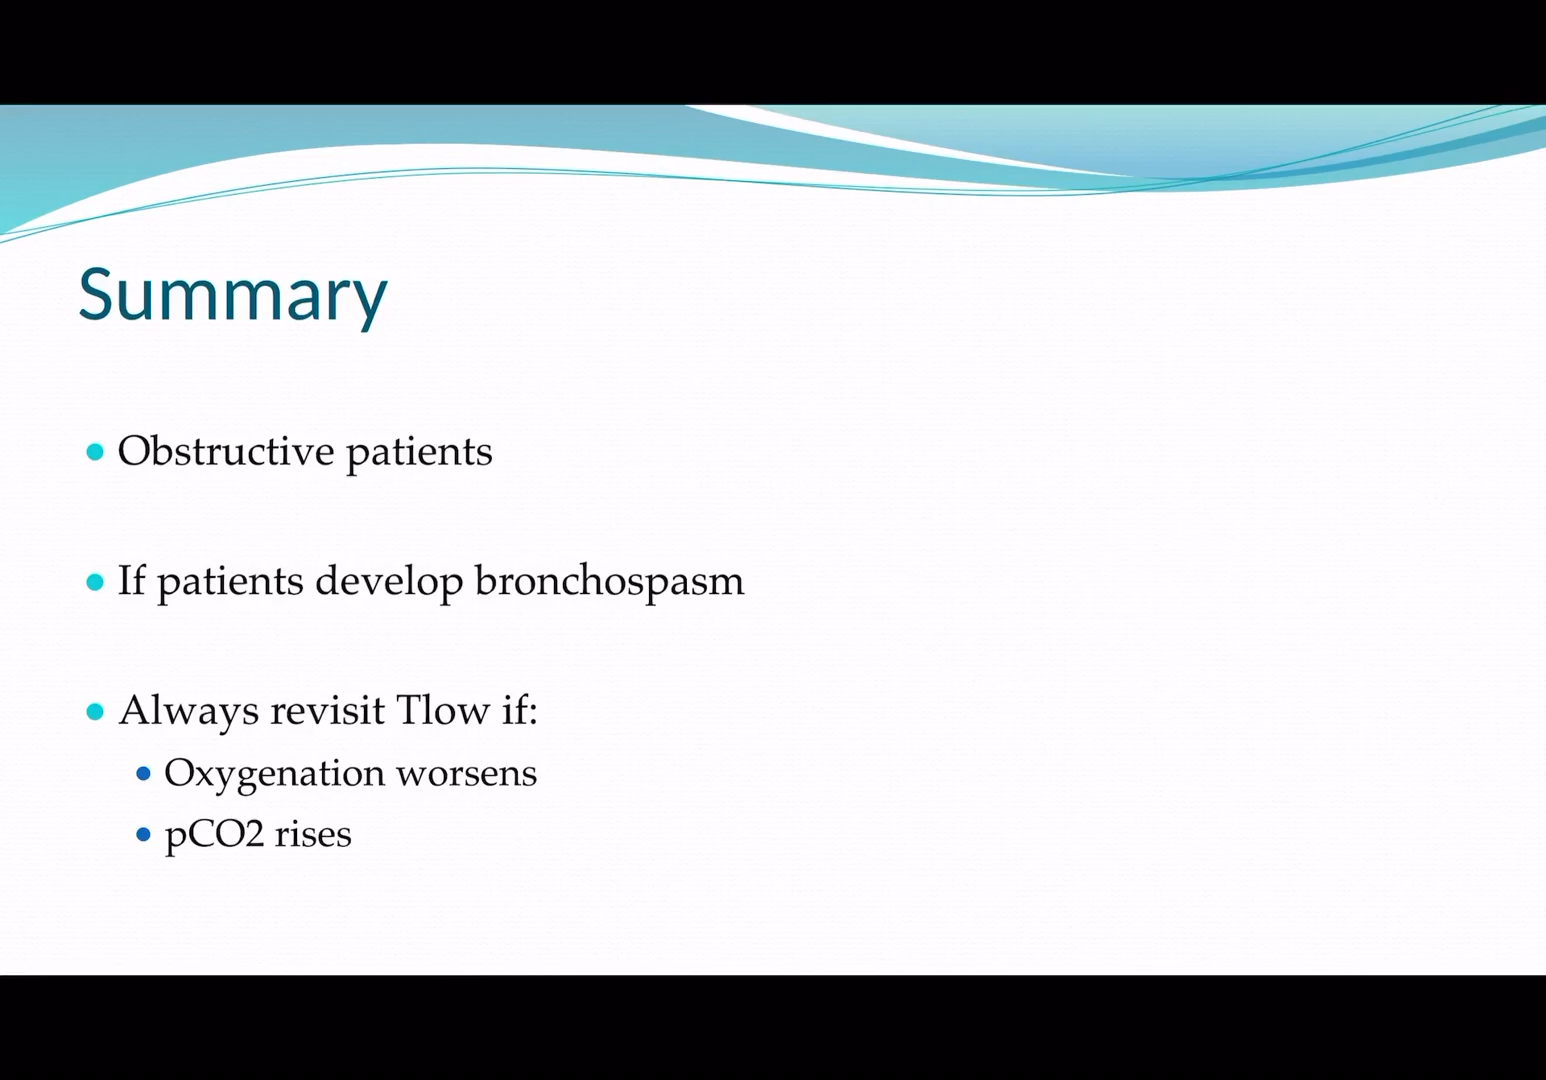 Summary
Obstructive patients
If patients develop bronchospasm
Always revisit Tlow if:
Oxygenation worsens
pCO2 rises